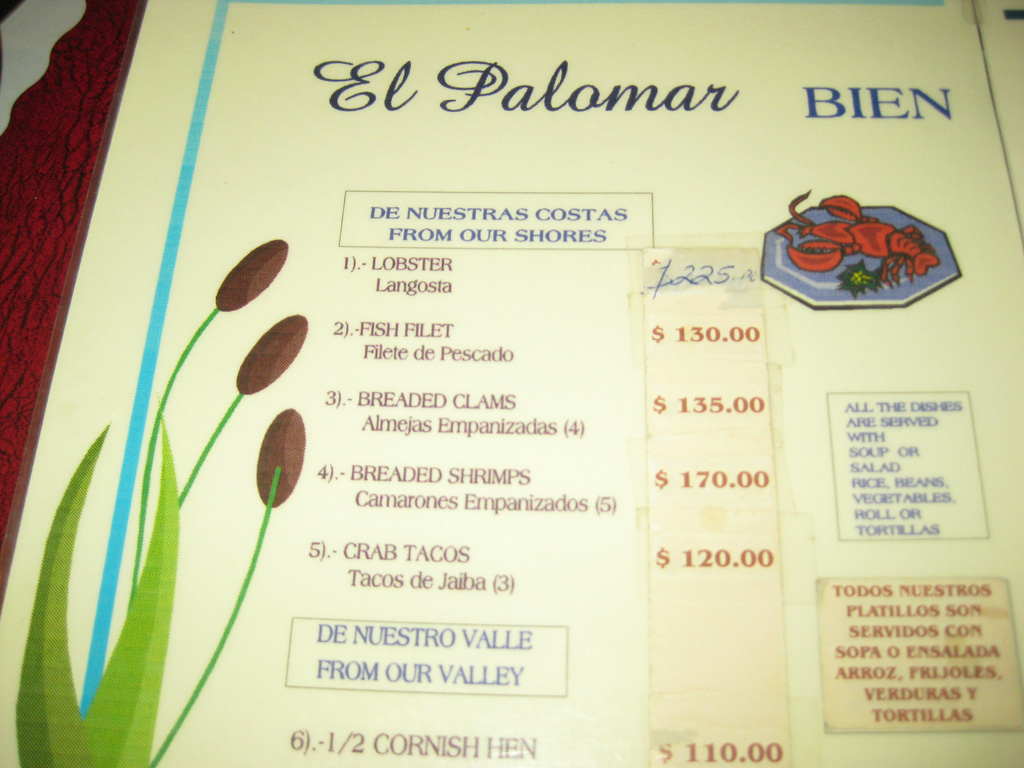 El Palomar BIEN
DE NUESTRAS COSTAS
FROM OUR SHORES
1).- LOBSTER
Langosta
$225.00
2).-FISH FILET
Filete de Pescado
$ 130.00
3).- BREADED CLAMS
Almejas Empanizadas (4)
$ 135.00
4).- BREADED SHRIMPS
Camarones Empanizados (5)
$ 170.00
5).- CRAB TACOS
Tacos de Jaiba (3)
$ 120.00
DE NUESTRO VALLE
FROM OUR VALLEY
6).-1/2 CORNISH HEN
$ 110.00
ALL THE DISHES
ARE SERVED
WITH
SOUP OR
SALAD
RICE, BEANS,
VEGETABLES,
ROLL OR
TORTILLAS
TODOS NUESTROS
PLATILLOS SON
SERVIDOS CON
SOPA O ENSALADA
ARROZ, FRIJOLES,
VERDURAS Y
TORTILLAS